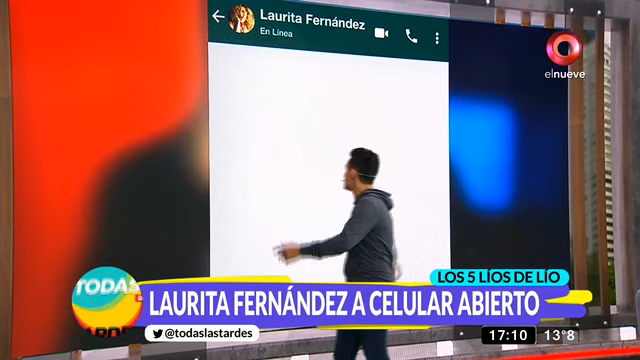 Laurita Fernández
En Línea
elnueve
LOS 5 LÍOS DE LÍO
TODAS
LAURITA FERNÁNDEZ A CELULAR ABIERTO
@todaslastardes
17:10 13°8